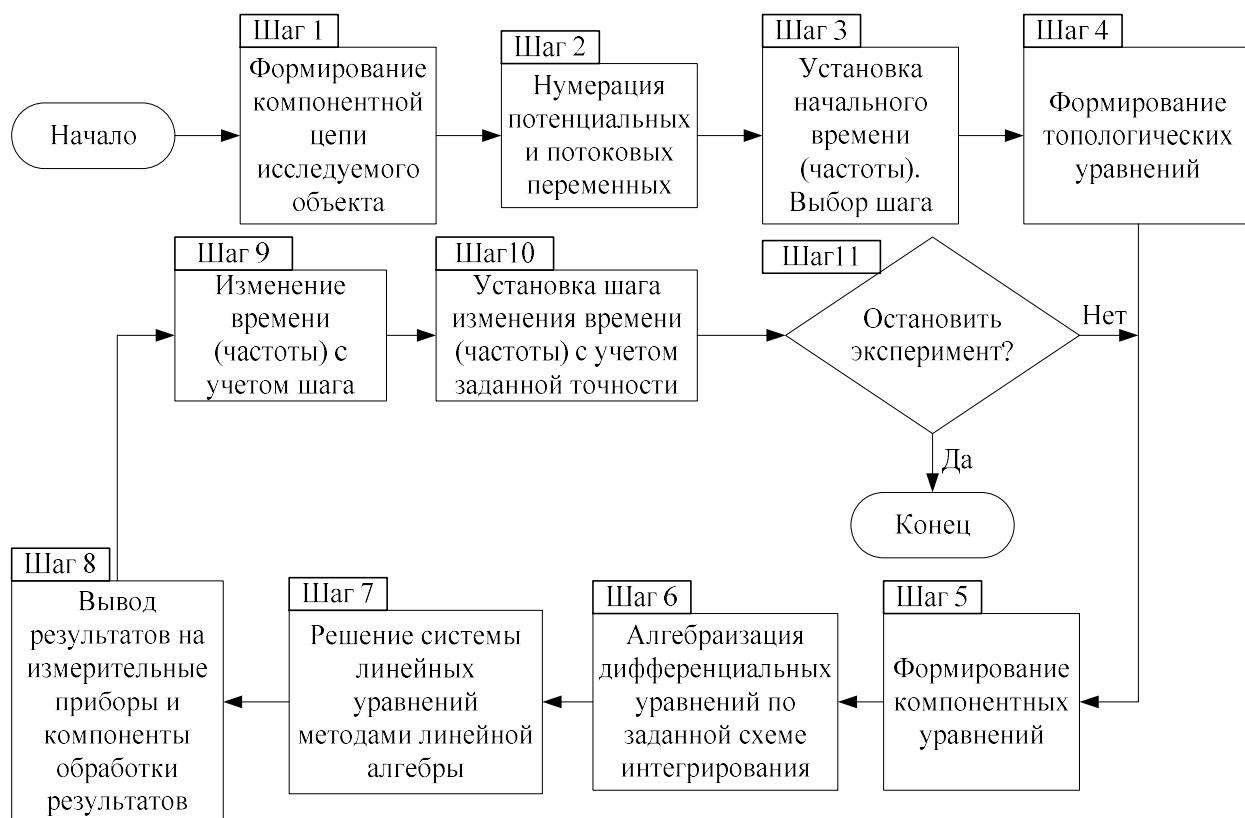 Начало
Шаг 1
Формирование
компонентной
цепи
исследуемого
объекта
Шаг 2
Нумерация
потенциальных
и потоковых
переменных
Шаг 3
Установка
начального
времени
(частоты).
Выбор шага
Шаг 4
Формирование
топологических
уравнений
Шаг 5
Формирование
компонентных
уравнений
Шаг 6
Алгебраизация
дифференциальных
уравнений по
заданной схеме
интегрирования
Шаг 7
Решение системы
линейных
уравнений
методами линейной
алгебры
Шаг 8
Вывод
результатов на
измерительные
приборы и
компоненты
обработки
результатов
Шаг 9
Изменение
времени
(частоты) с
учетом шага
Шаг10
Установка шага
изменения времени
(частоты) с учетом
заданной точности
Шаг11
Остановить
эксперимент?
Нет
Да
Конец